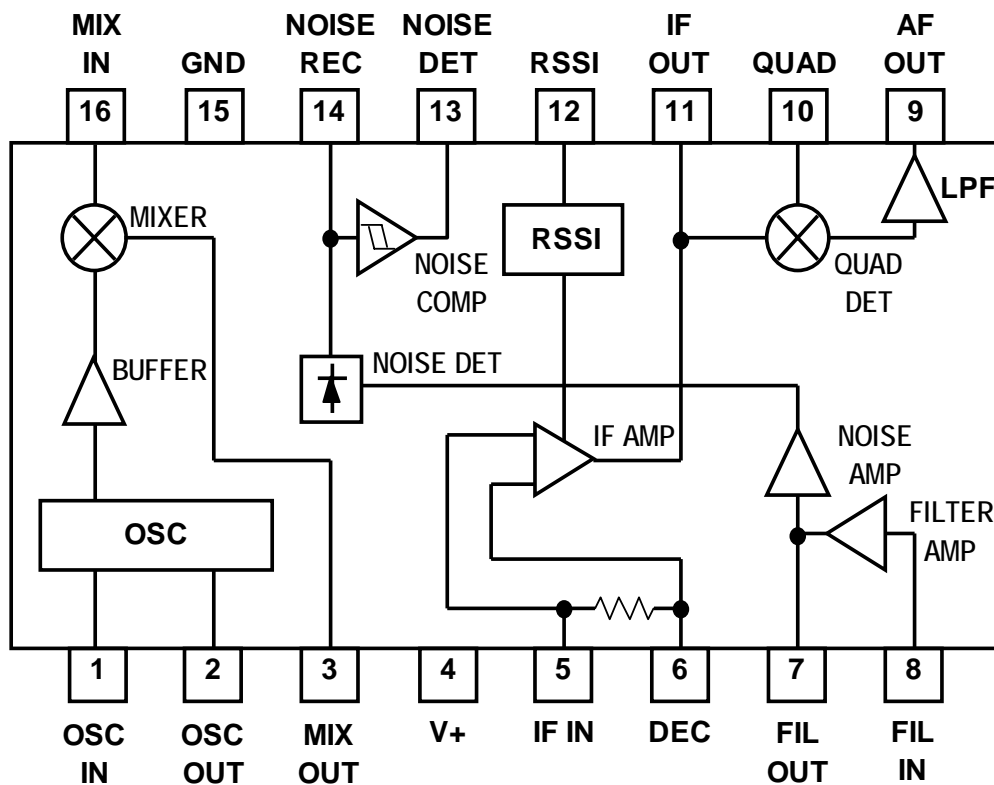 MIX
IN
GND
NOISE
REC
NOISE
DET
RSSI
IF
OUT
QUAD
AF
OUT
16
15
14
13
12
11
10
9
MIXER
NOISE
COMP
RSSI
QUAD
DET
LPF
BUFFER
NOISE DET
IF AMP
NOISE
AMP
OSC
FILTER
AMP
1
2
3
4
5
6
7
8
OSC
IN
OSC
OUT
MIX
OUT
V+
IF IN
DEC
FIL
OUT
FIL
IN